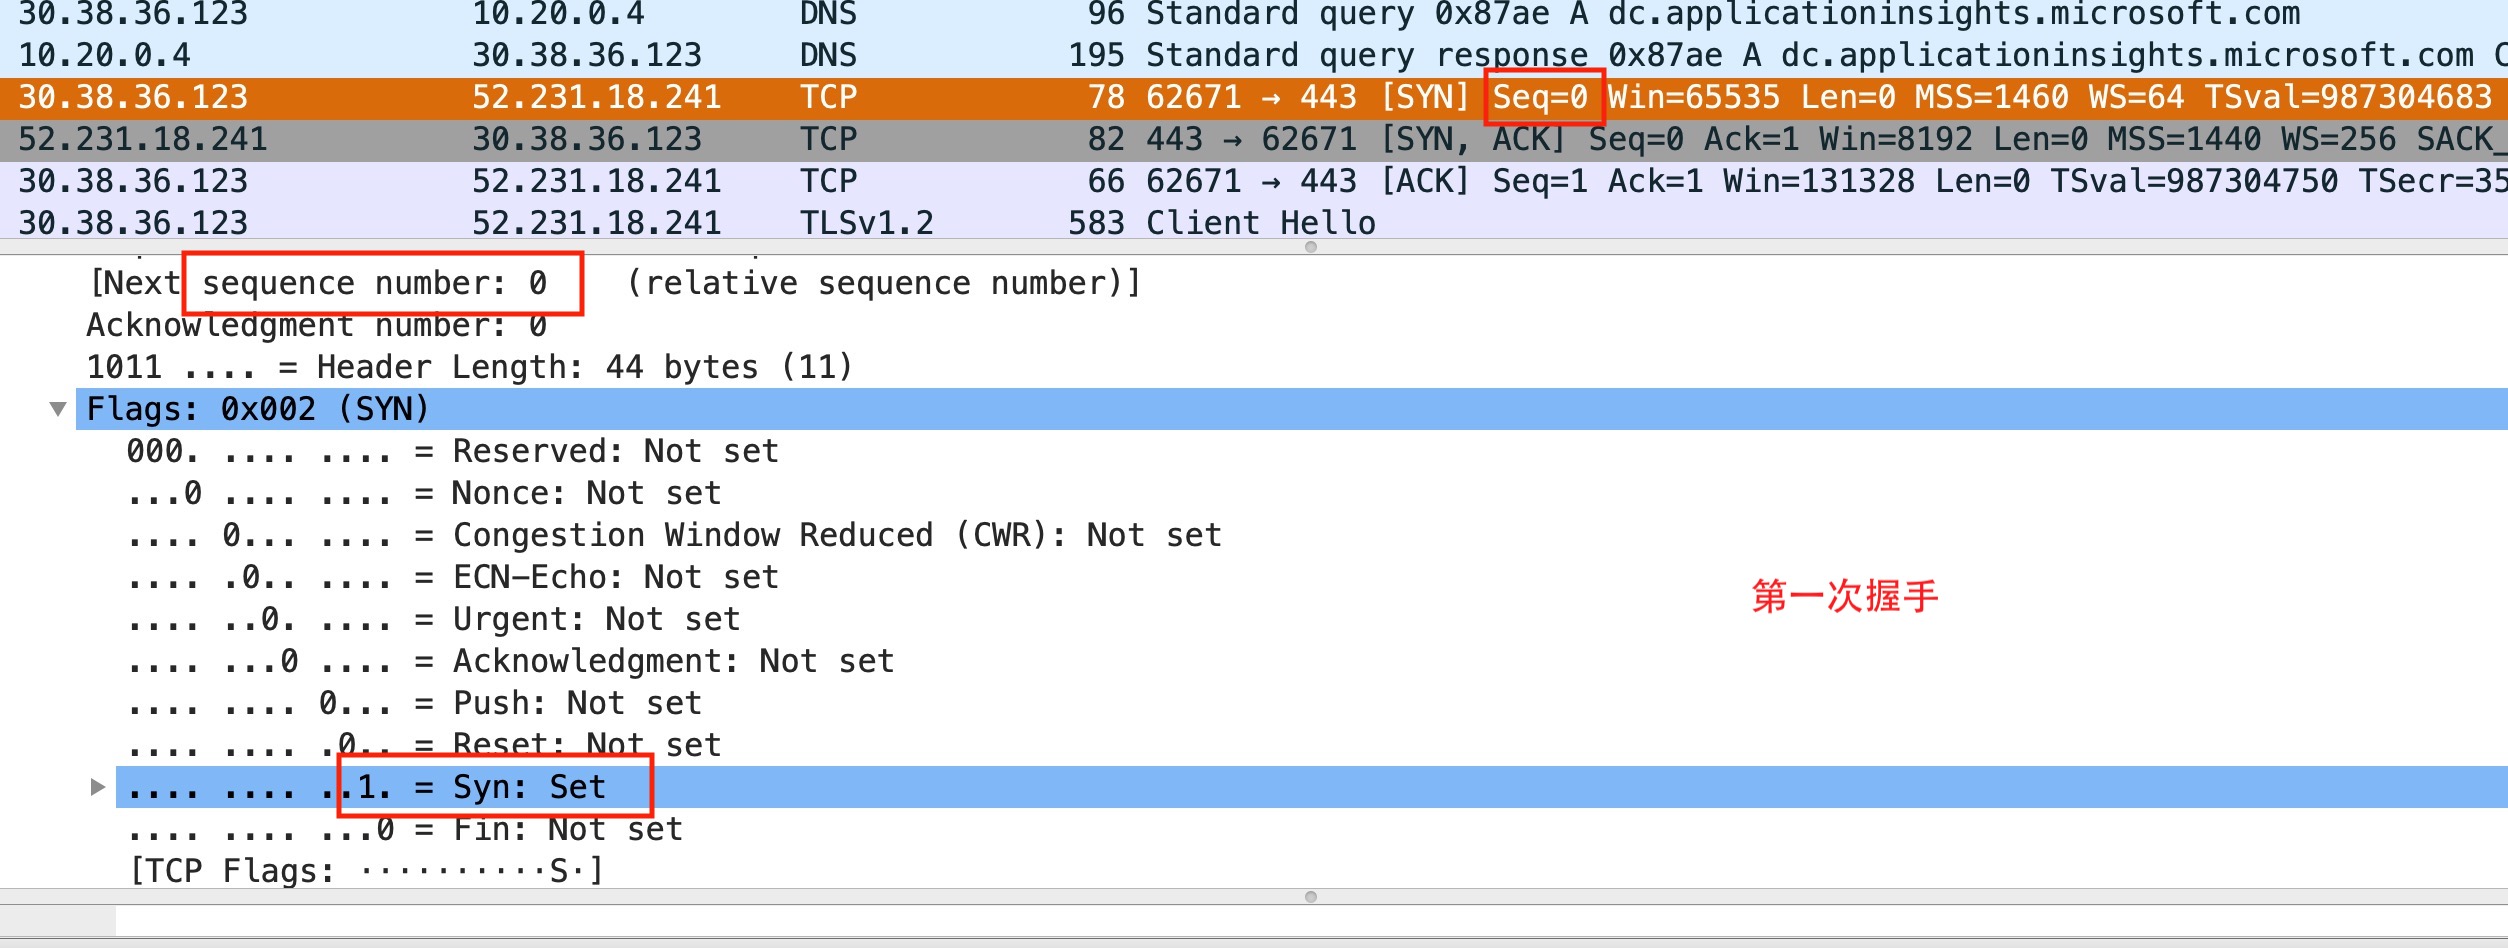 30.38.36.123 10.20.0.4 DNS 96 Standard query 0x87ae A dc.applicationinsights.microsoft.com
10.20.0.4 30.38.36.123 DNS 195 Standard query response 0x87ae A dc.applicationinsights.microsoft.com C
30.38.36.123 52.231.18.241 TCP 78 62671 → 443 [SYN] Seq=0 Win=65535 Len=0 MSS=1460 WS=64 TSval=987304683
52.231.18.241 30.38.36.123 TCP 82 443 → 62671 [SYN, ACK] Seq=0 Ack=1 Win=8192 Len=0 MSS=1440 WS=256 SACK_
30.38.36.123 52.231.18.241 TCP 66 62671 → 443 [ACK] Seq=1 Ack=1 Win=131328 Len=0 TSval=987304750 TSecr=35
30.38.36.123 52.231.18.241 TLSv1.2 583 Client Hello
[Next sequence number: 0 (relative sequence number)]
Acknowledgment number: 0
1011 .... = Header Length: 44 bytes (11)
Flags: 0x002 (SYN)
000. .... .... = Reserved: Not set
...0 .... .... = Nonce: Not set
.... 0... .... = Congestion Window Reduced (CWR): Not set
.... .0.. .... = ECN-Echo: Not set
第一次握手
.... ..0. .... = Urgent: Not set
.... ...0 .... = Acknowledgment: Not set
.... .... 0... = Push: Not set
.... .... .0.. = Reset: Not set
.... .... ..1. = Syn: Set
.... .... ...0 = Fin: Not set
[TCP Flags: ··········S·]